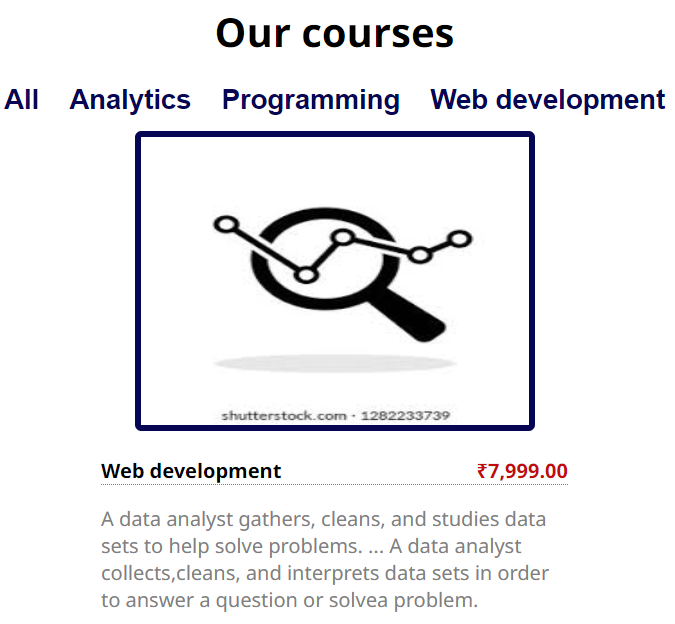 Our courses
All Analytics Programming Web development
shutterstock.com · 1282233739
Web development ₹7,999.00
A data analyst gathers, cleans, and studies data
sets to help solve problems. ... A data analyst
collects,cleans, and interprets data sets in order
to answer a question or solvea problem.